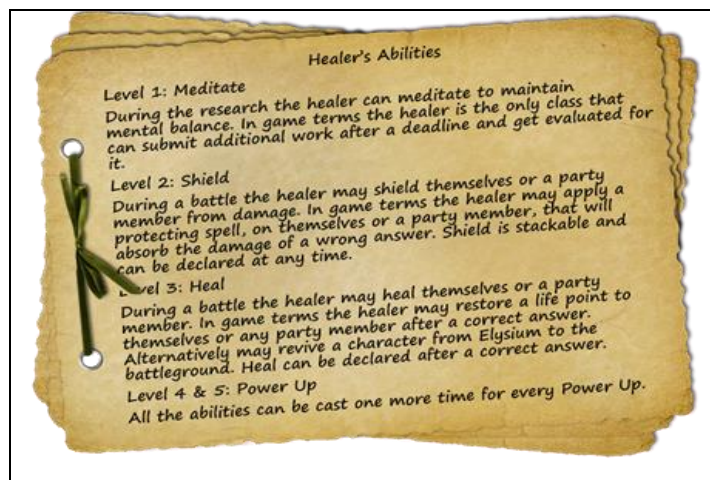 Healer's Abilities
Level 1: Meditate
During the research the healer can meditate to maintain
mental balance. In game terms the healer is the only class that
can submit additional work after a deadline and get evaluated for
it.
Level 2: Shield
During a battle the healer may shield themselves or a party
member from damage. In game terms the healer may apply a
protecting spell, on themselves or a party member, that will
absorb the damage of a wrong answer. Shield is stackable and
can be declared at any time.
Level 3: Heal
During a battle the healer may heal themselves or a party
member. In game terms the healer may restore a life point to
themselves or any party member after a correct answer.
Alternatively may revive a character from Elysium to the
battleground. Heal can be declared after a correct answer.
Level 4 & 5: Power Up
All the abilities can be cast one more time for every Power Up.